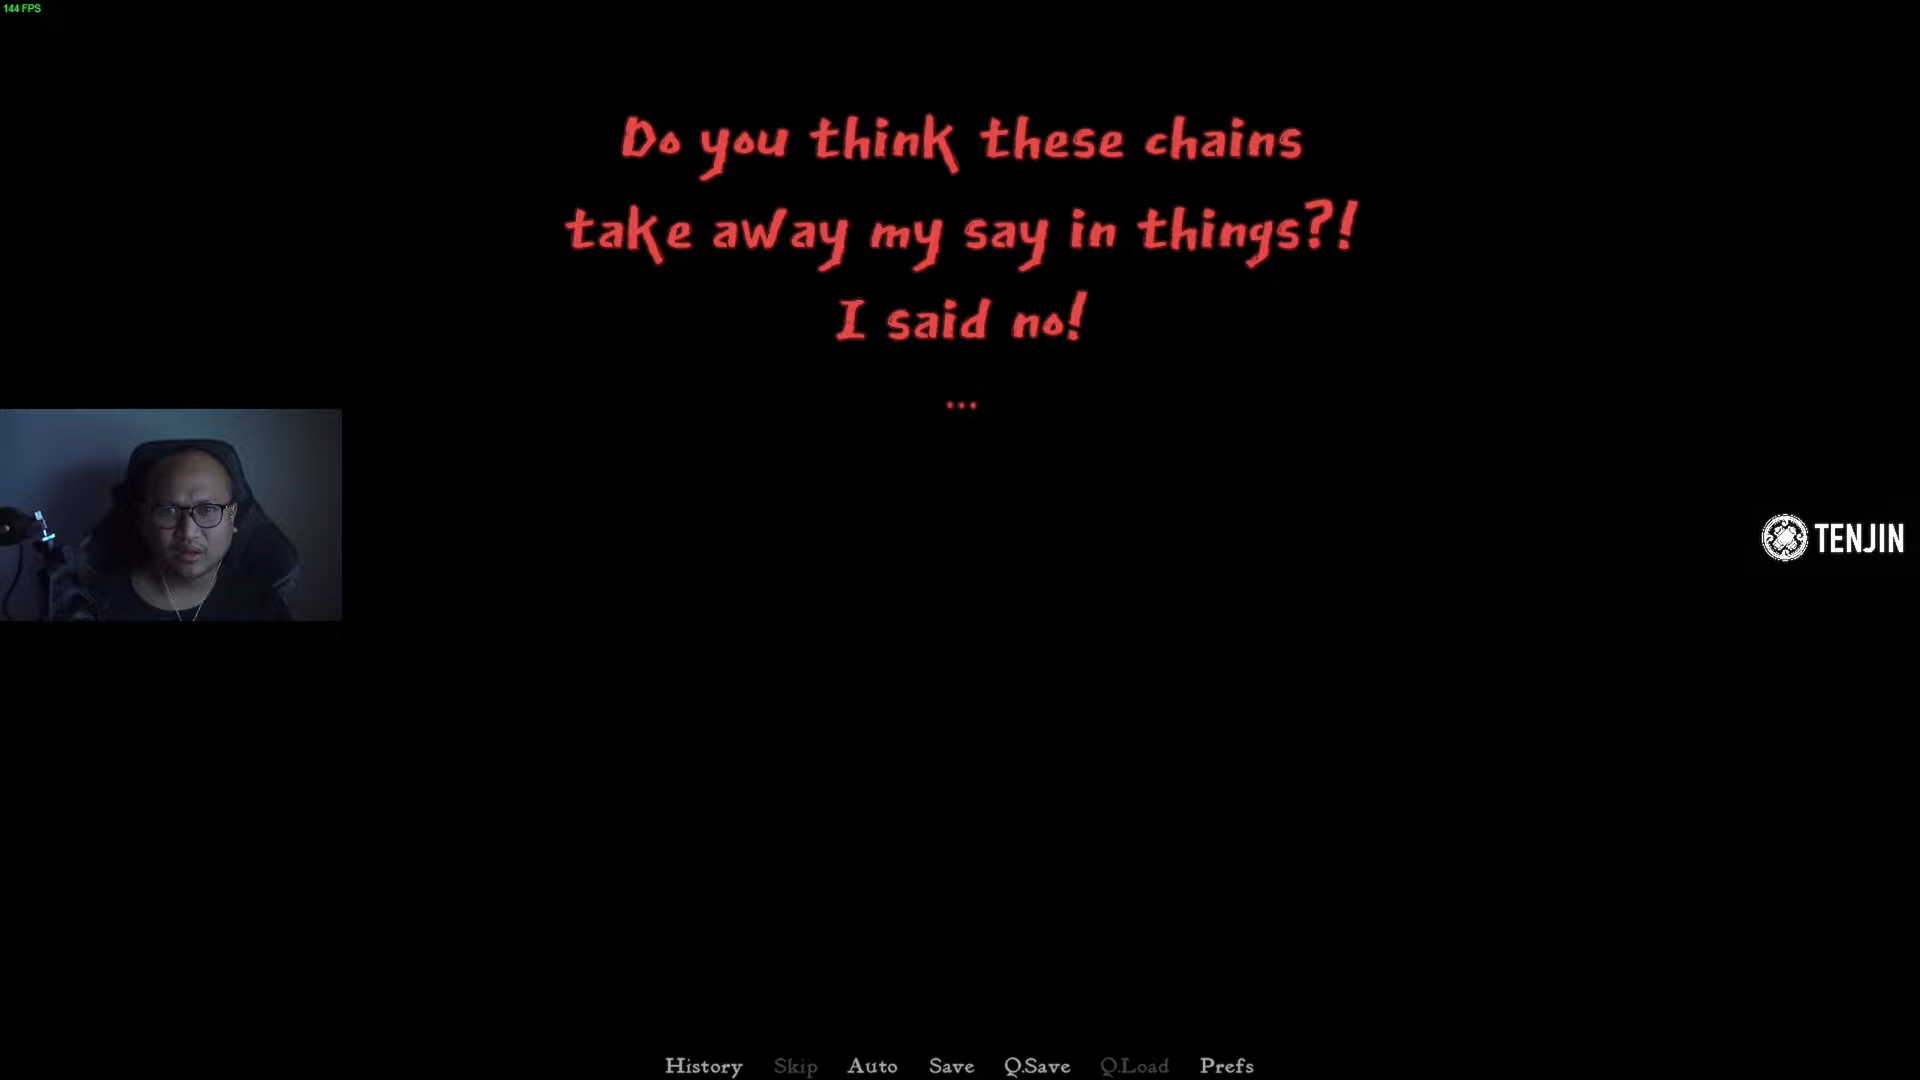 144 FPS
Do you think these chains
take away my say in things?!
I said no!
...
TENJIN
History Skip Auto Save Q.Save Q.Load Prefs